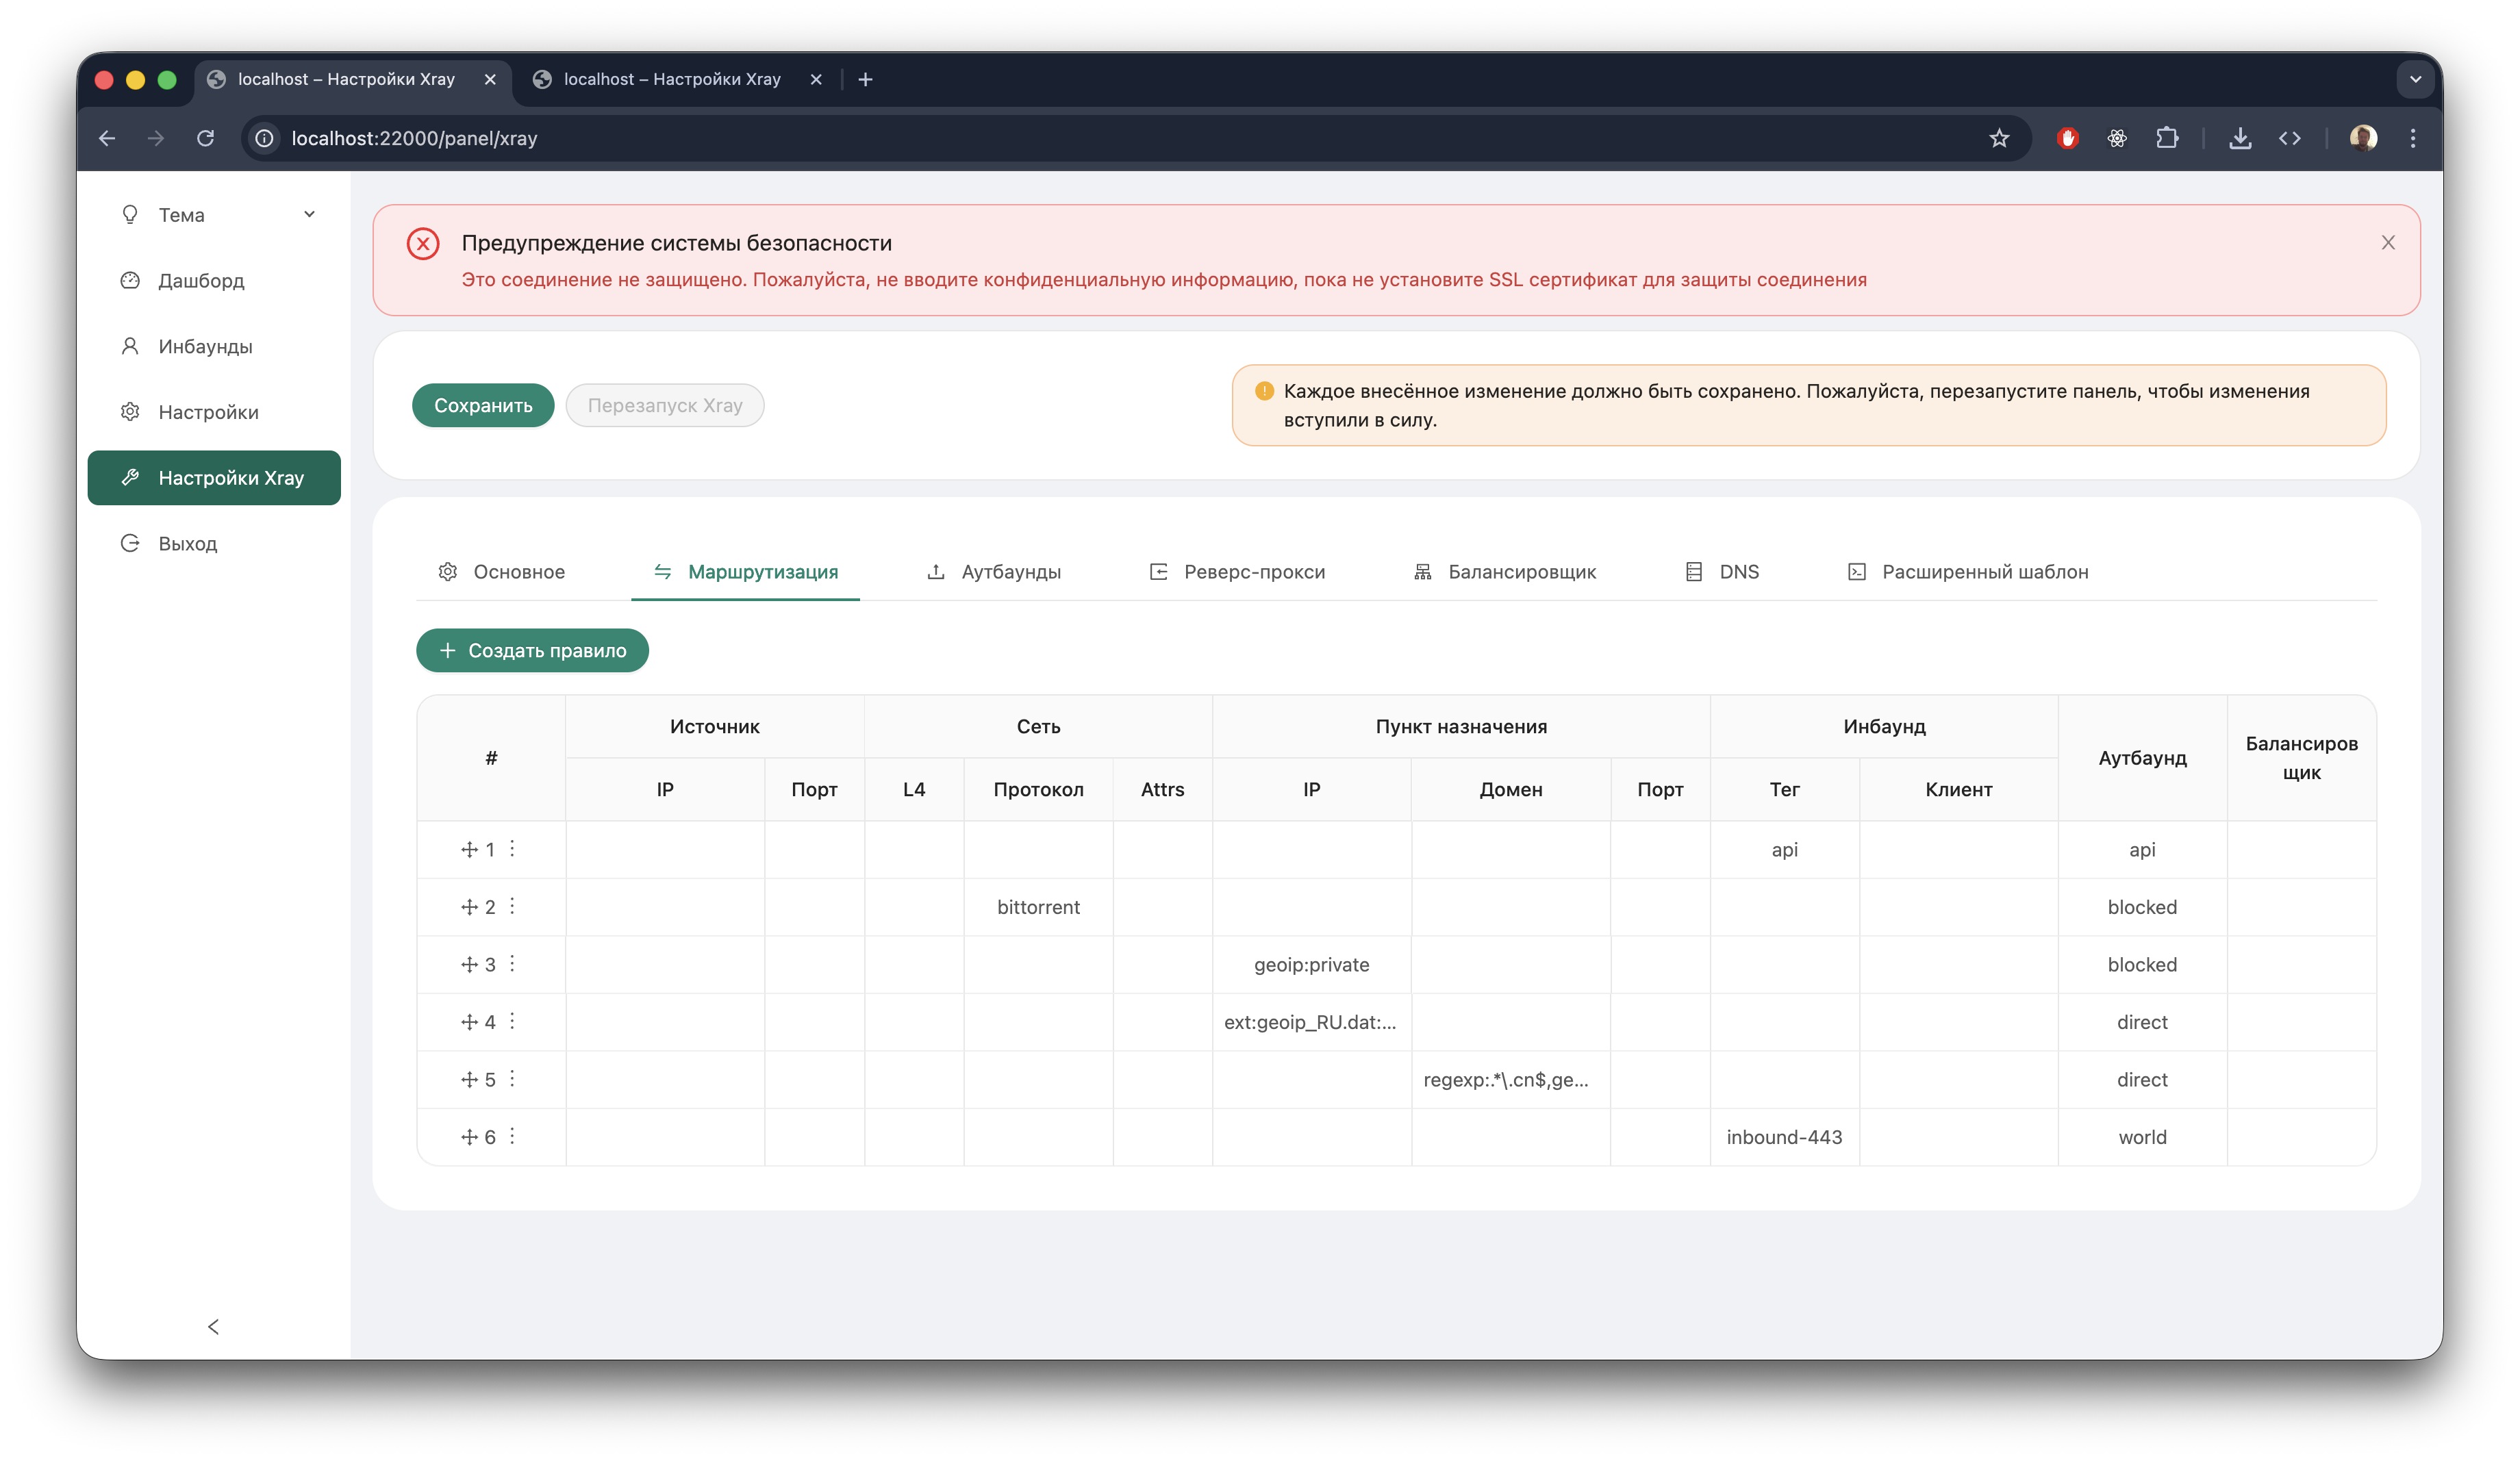 localhost – Настройки Xray
localhost – Настройки Xray
localhost:22000/panel/xray
Тема
Дашборд
Инбаунды
Настройки
Настройки Xray
Выход
Предупреждение системы безопасности
Это соединение не защищено. Пожалуйста, не вводите конфиденциальную информацию, пока не установите SSL сертификат для защиты соединения
Сохранить
Перезапуск Xray
Каждое внесённое изменение должно быть сохранено. Пожалуйста, перезапустите панель, чтобы изменения
вступили в силу.
Основное
Маршрутизация
Аутбаунды
Реверс-прокси
Балансировщик
DNS
Расширенный шаблон
Создать правило
# Источник Сеть Пункт назначения Инбаунд Аутбаунд Балансиров
щик
IP Порт L4 Протокол Attrs IP Домен Порт Тег Клиент
1 api api
2 bittorrent blocked
3 geoip:private blocked
4 ext:geoip_RU.dat:... direct
5 regexp:.*\.cn$,ge... direct
6 inbound-443 world